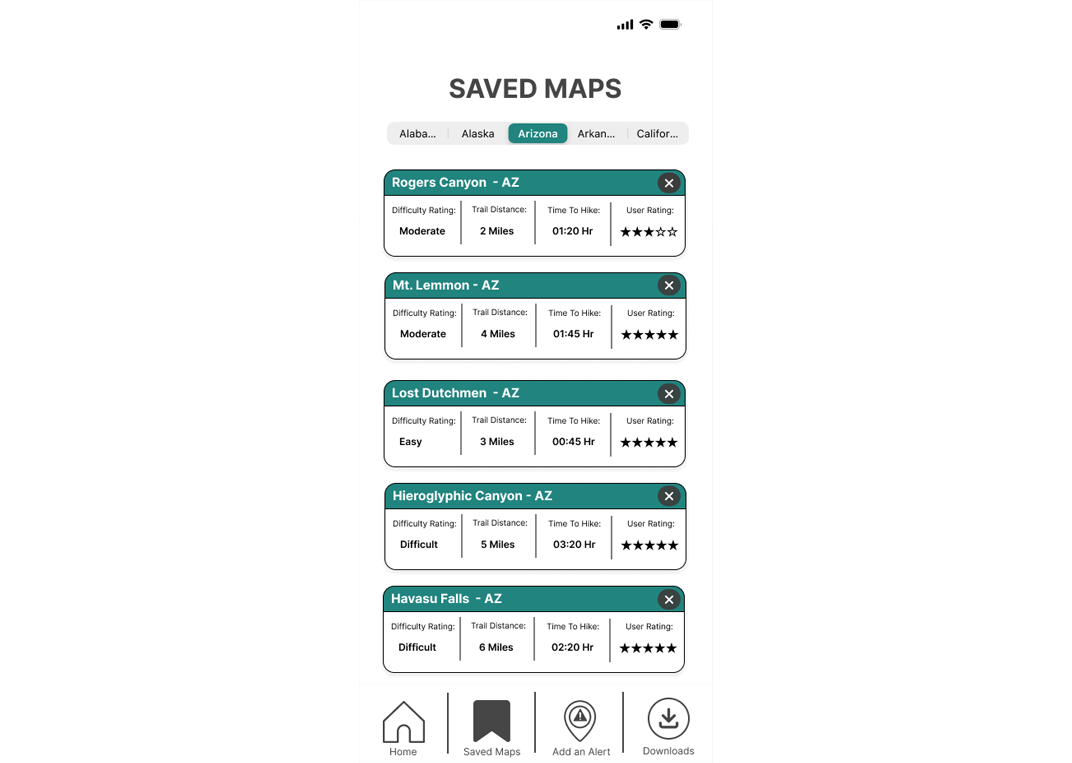 SAVED MAPS
Alaba... Alaska Arizona Arkan... Califor...
Rogers Canyon - AZ
Difficulty Rating: Trail Distance: Time To Hike: User Rating:
Moderate 2 Miles 01:20 Hr ★★★☆☆
Mt. Lemmon - AZ
Difficulty Rating: Trail Distance: Time To Hike: User Rating:
Moderate 4 Miles 01:45 Hr ★★★★★
Lost Dutchmen - AZ
Difficulty Rating: Trail Distance: Time To Hike: User Rating:
Easy 3 Miles 00:45 Hr ★★★★★
Hieroglyphic Canyon - AZ
Difficulty Rating: Trail Distance: Time To Hike: User Rating:
Difficult 5 Miles 03:20 Hr ★★★★★
Havasu Falls - AZ
Difficulty Rating: Trail Distance: Time To Hike: User Rating:
Difficult 6 Miles 02:20 Hr ★★★★★
Home Saved Maps Add an Alert Downloads